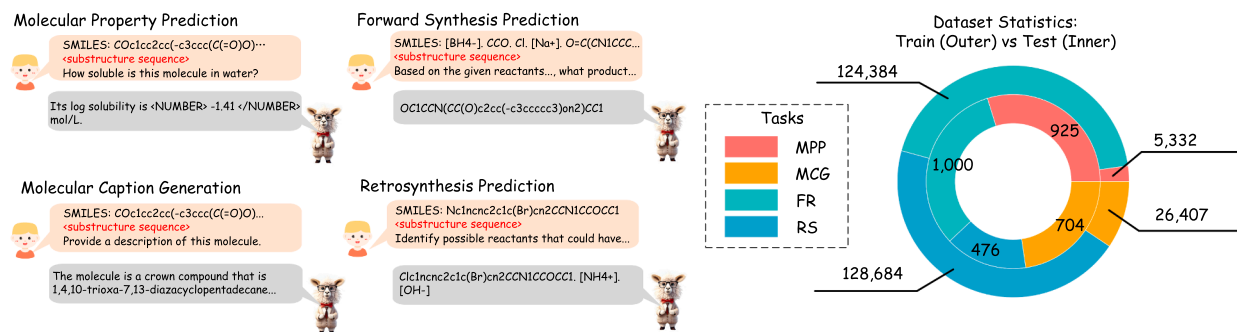 Molecular Property Prediction
SMILES: COc1cc2cc(-c3ccc(C(=O)O)...
<substructure sequence>
How soluble is this molecule in water?
Its log solubility is <NUMBER> -1.41 </NUMBER>
mol/L.
Forward Synthesis Prediction
SMILES: [BH4-]. CCO. Cl. [Na+]. O=C(CN1CCC...
<substructure sequence>
Based on the given reactants..., what product...
OC1CCN(CC(O)c2cc(-c3ccccc3)on2)CC1
Molecular Caption Generation
SMILES: COc1cc2cc(-c3ccc(C(=O)O)...
<substructure sequence>
Provide a description of this molecule.
The molecule is a crown compound that is
1,4,10-trioxa-7,13-diazacyclopentadecane...
Retrosynthesis Prediction
SMILES: Nc1ncnc2c1c(Br)cn2CCN1CCOCC1
<substructure sequence>
Identify possible reactants that could have...
Clc1ncnc2c1c(Br)cn2CCN1CCOCC1. [NH4+].
[OH-]
Tasks
MPP
MCG
FR
RS
Dataset Statistics:
Train (Outer) vs Test (Inner)
124,384
925
5,332
1,000
26,407
704
476
128,684